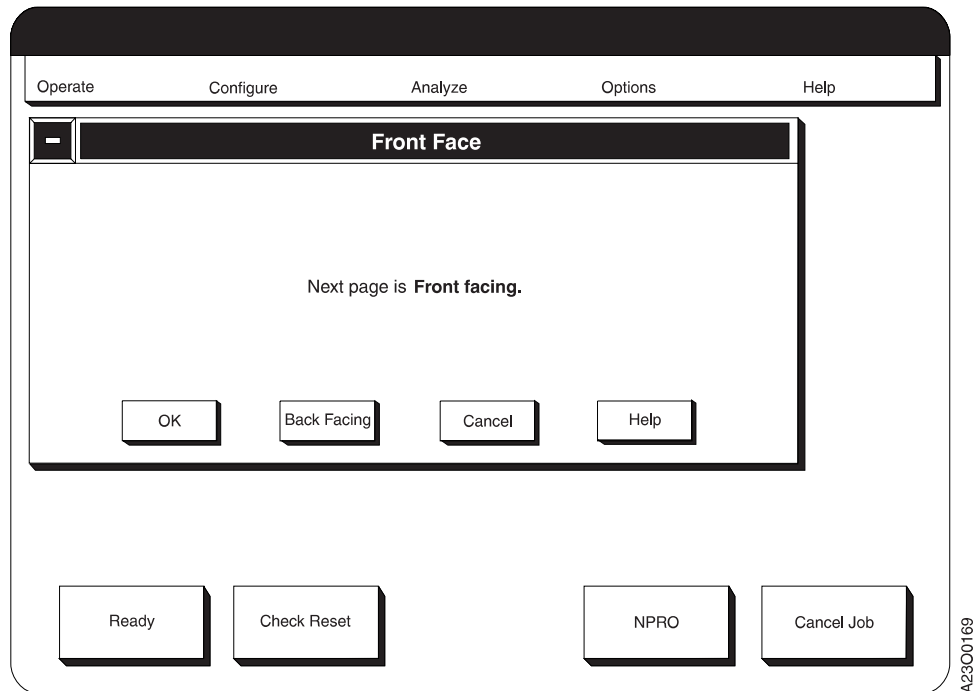 Operate Configure Analyze Options Help
Front Face
Next page is Front facing.
OK Back Facing Cancel Help
Ready Check Reset NPRO Cancel Job
A23O0169